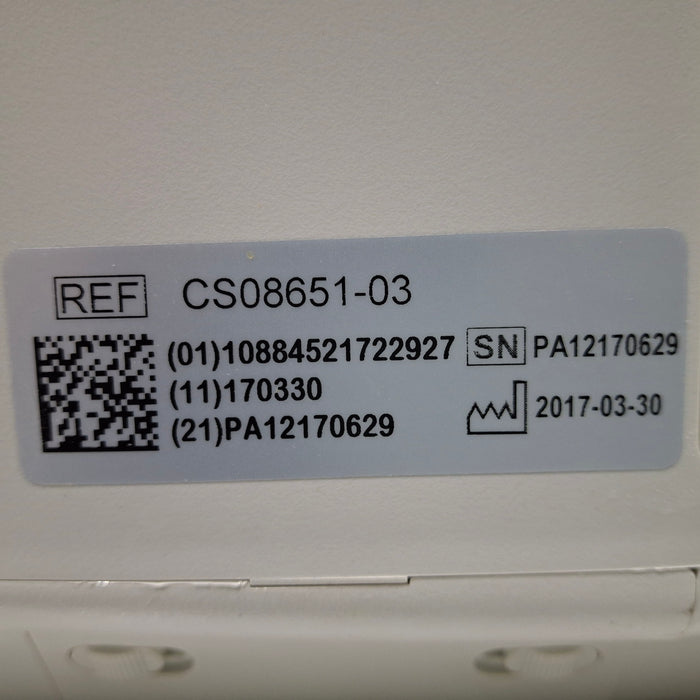 REF CS08651-03
(01)10884521722927 SN PA12170629
(11)170330
2017-03-30
(21)PA12170629